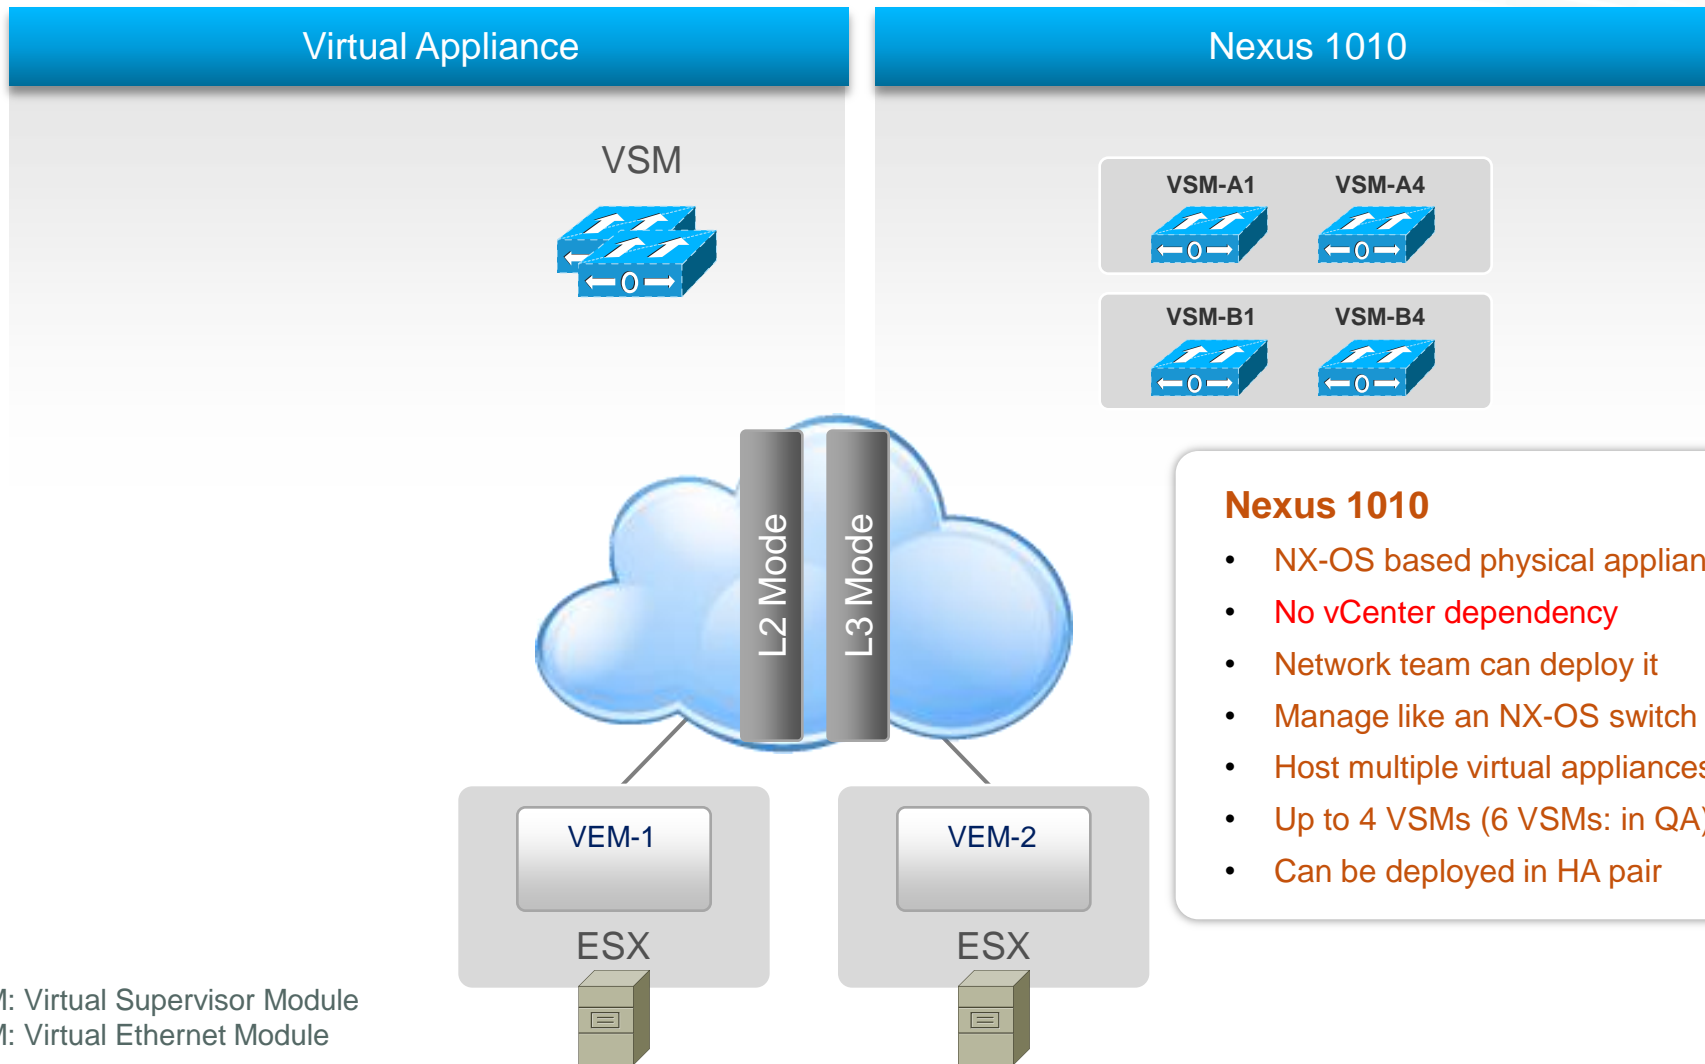 Virtual Appliance
Nexus 1010
VSM
VSM-A1
VSM-A4
VSM-B1
VSM-B4
L2 Mode
L3 Mode
Nexus 1010
• NX-OS based physical applian
• No vCenter dependency
• Network team can deploy it
• Manage like an NX-OS switch
• Host multiple virtual appliances
• Up to 4 VSMs (6 VSMs: in QA)
• Can be deployed in HA pair
VEM-1
VEM-2
ESX
ESX
M: Virtual Supervisor Module
M: Virtual Ethernet Module